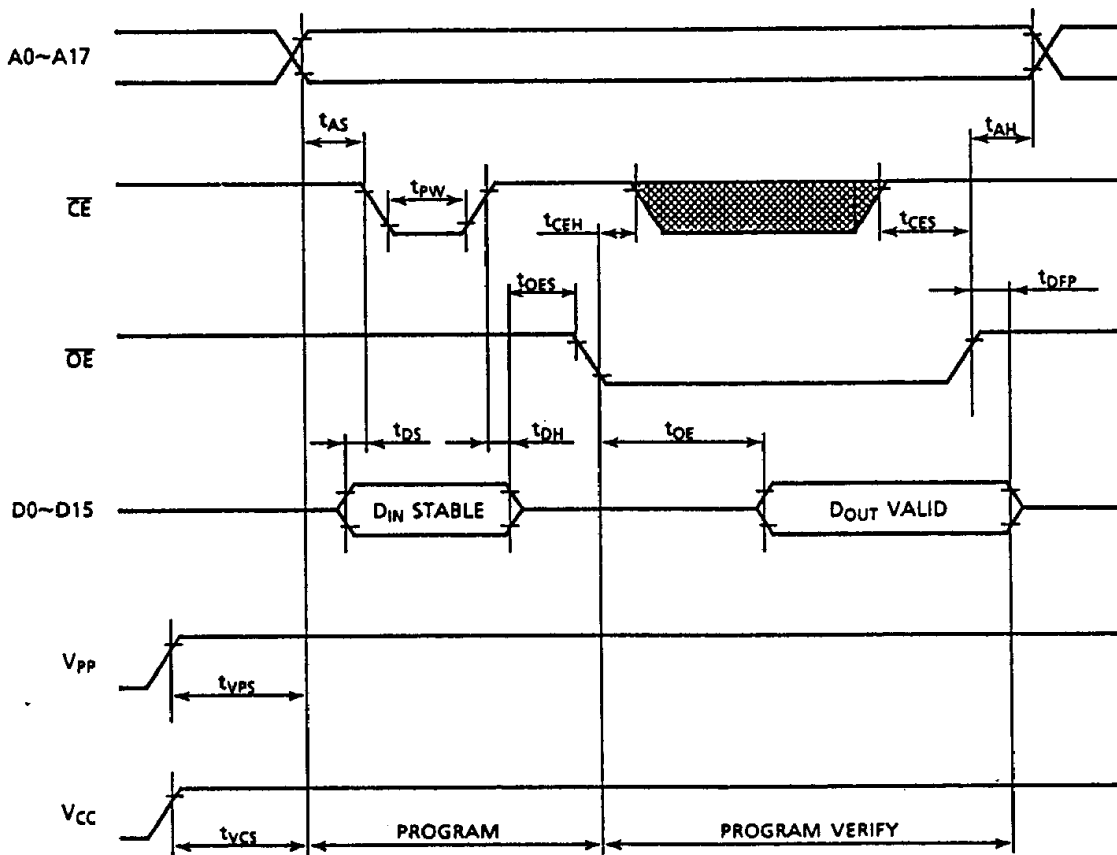 A0~A17
tAS
tAH
CE
tPW
tCEH
tCES
tOES
tDFP
OE
tDS
tDH
tOE
D0~D15
DIN STABLE
DOUT VALID
VPP
tVPS
VCC
tVCS
PROGRAM
PROGRAM VERIFY